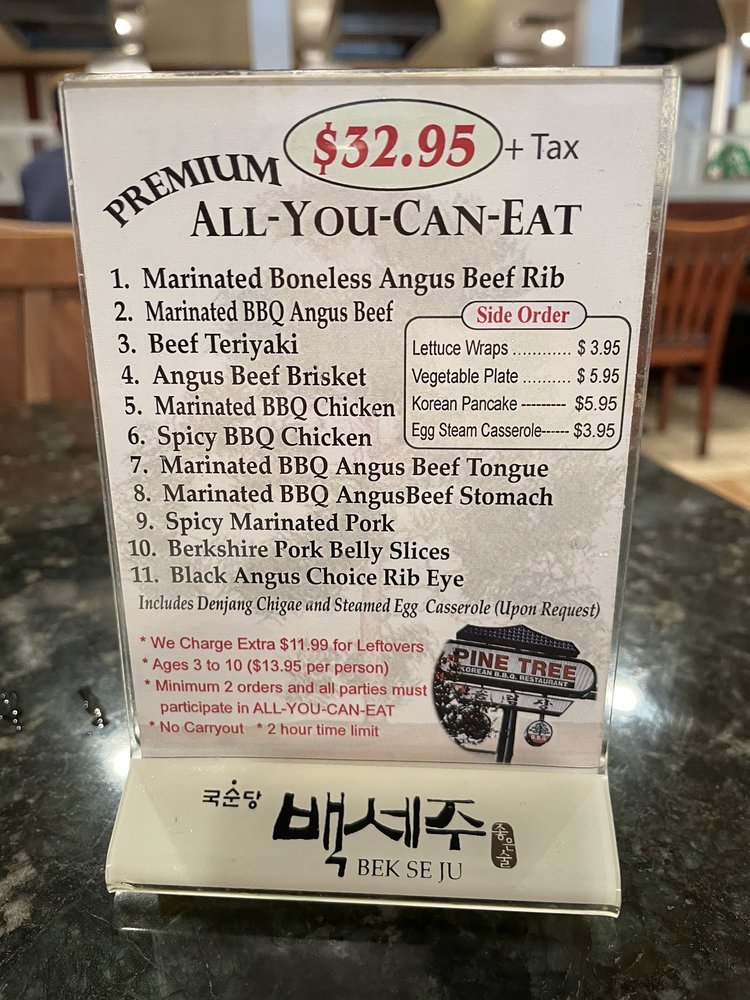 $32.95 + Tax
PREMIUM
ALL-YOU-CAN-EAT
1. Marinated Boneless Angus Beef Rib
2. Marinated BBQ Angus Beef
3. Beef Teriyaki
4. Angus Beef Brisket
5. Marinated BBQ Chicken
6. Spicy BBQ Chicken
7. Marinated BBQ Angus Beef Tongue
8. Marinated BBQ AngusBeef Stomach
9. Spicy Marinated Pork
10. Berkshire Pork Belly Slices
11. Black Angus Choice Rib Eye
Side Order
Lettuce Wraps ............ $ 3.95
Vegetable Plate .......... $ 5.95
Korean Pancake --------- $5.95
Egg Steam Casserole------ $3.95
Includes Denjang Chigae and Steamed Egg Casserole (Upon Request)
* We Charge Extra $11.99 for Leftovers
* Ages 3 to 10 ($13.95 per person)
* Minimum 2 orders and all parties must
participate in ALL-YOU-CAN-EAT
* No Carryout * 2 hour time limit
PINE TREE
KOREAN B.B.Q. RESTAURANT
국순당
백세주
좋은술
BEK SE JU